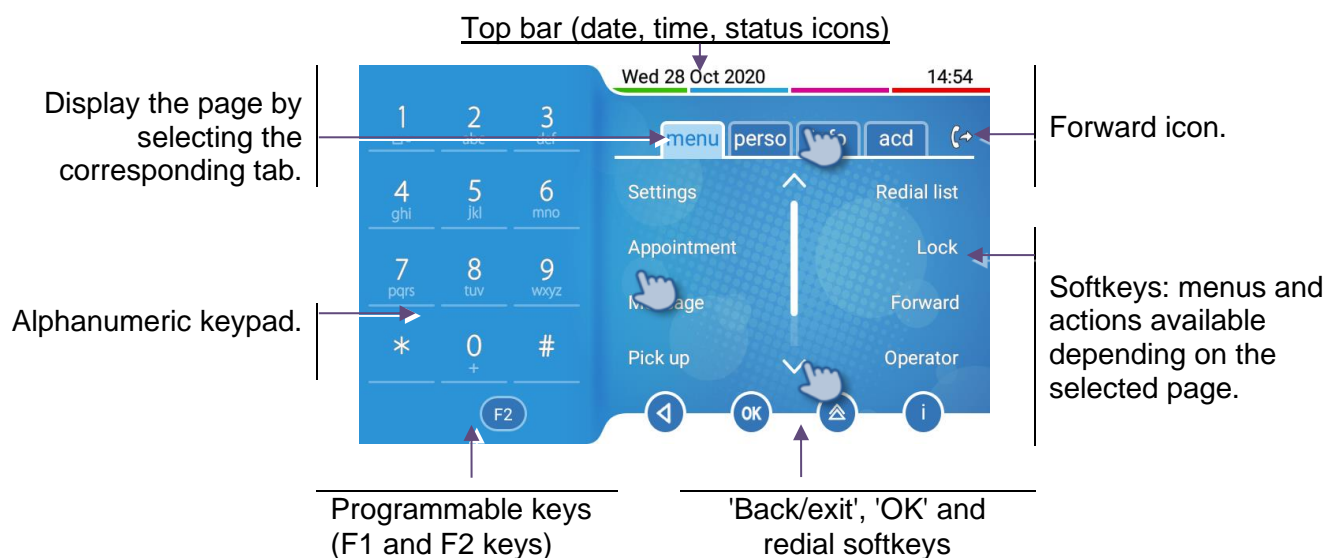 Top bar (date, time, status icons)
Wed 28 Oct 2020 14:54
Display the page by
selecting the
corresponding tab.
1 2 3
abc def
menu perso acd
Forward icon.
4 5 6
ghi jkl mno
Settings Redial list
Appointment Lock
7 8 9
pqrs tuv wxyz
Forward
Softkeys: menus and
actions available
depending on the
selected page.
Alphanumeric keypad.
* 0 #
+
Pick up Operator
F2
OK
i
Programmable keys
(F1 and F2 keys)
'Back/exit', 'OK' and
redial softkeys